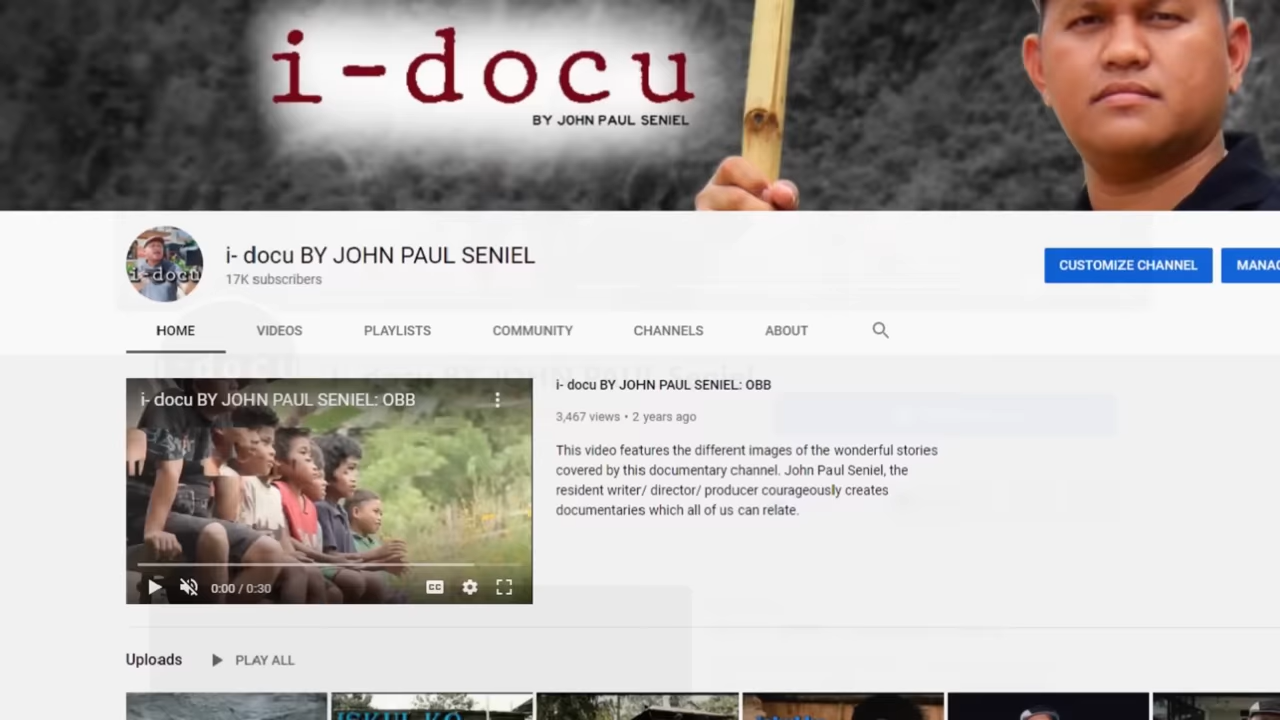 i-docu
BY JOHN PAUL SENIEL
i-docu
i- docu BY JOHN PAUL SENIEL
17K subscribers
CUSTOMIZE CHANNEL
HOME
VIDEOS
PLAYLISTS
COMMUNITY
CHANNELS
ABOUT
i- docu BY JOHN PAUL SENIEL: OBB
0:00 / 0:30
CC
i- docu BY JOHN PAUL SENIEL: OBB
3,467 views • 2 years ago
This video features the different images of the wonderful stories
covered by this documentary channel. John Paul Seniel, the
resident writer/ director/ producer courageously creates
documentaries which all of us can relate.
Uploads
PLAY ALL
ISKUL KO